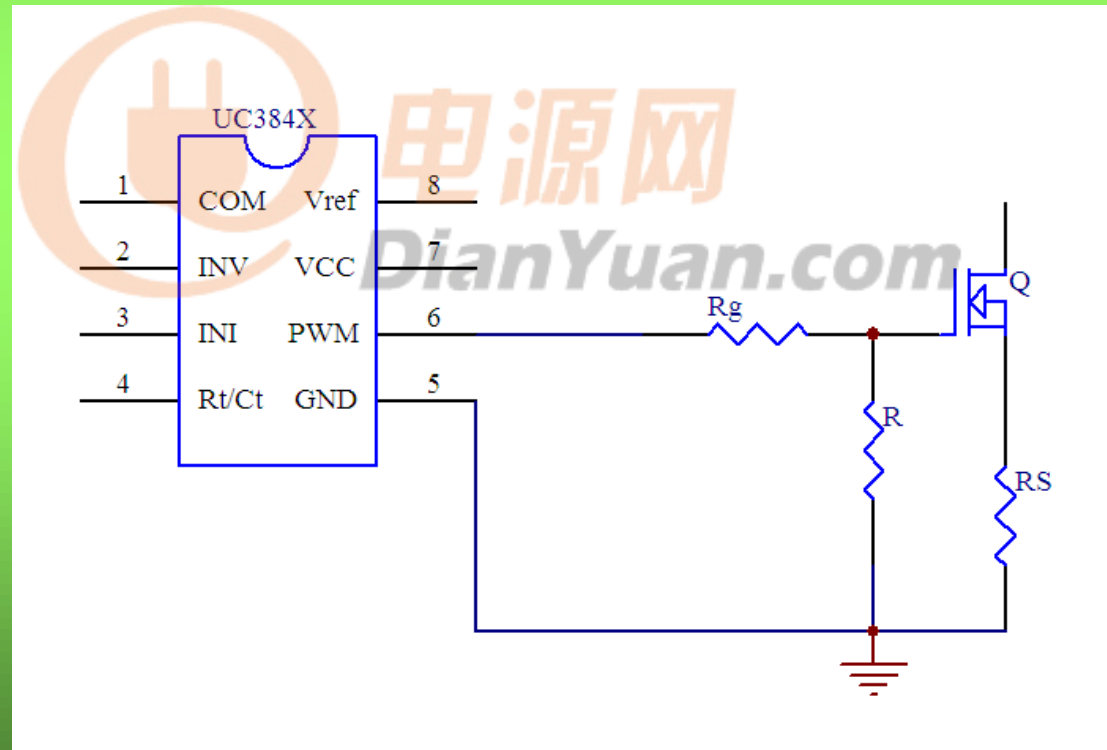 电源网
DianYuan.com
UC384X
1 COM Vref 8
2 INV VCC 7
3 INI PWM 6
4 Rt/Ct GND 5
Rg
Q
R
RS